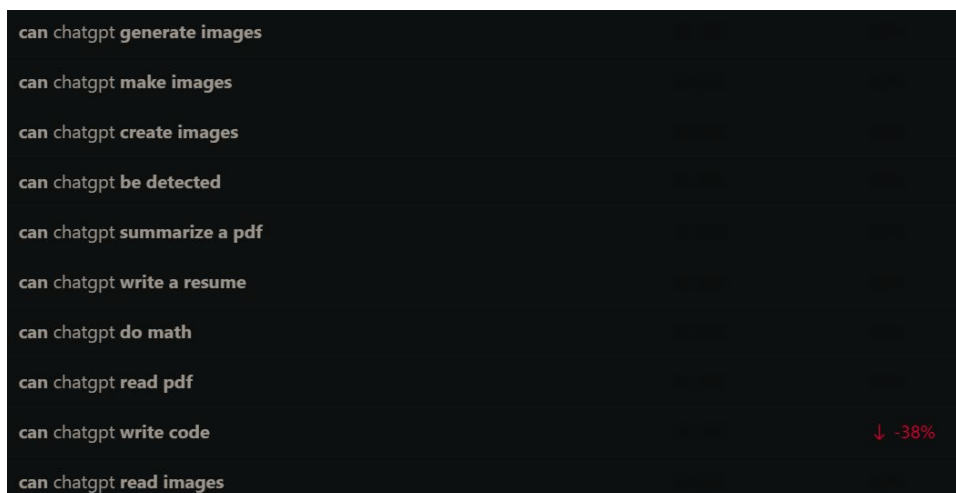 can chatgpt generate images
can chatgpt make images
can chatgpt create images
can chatgpt be detected
can chatgpt summarize a pdf
can chatgpt write a resume
can chatgpt do math
can chatgpt read pdf
can chatgpt write code ↓ -38%
can chatgpt read images